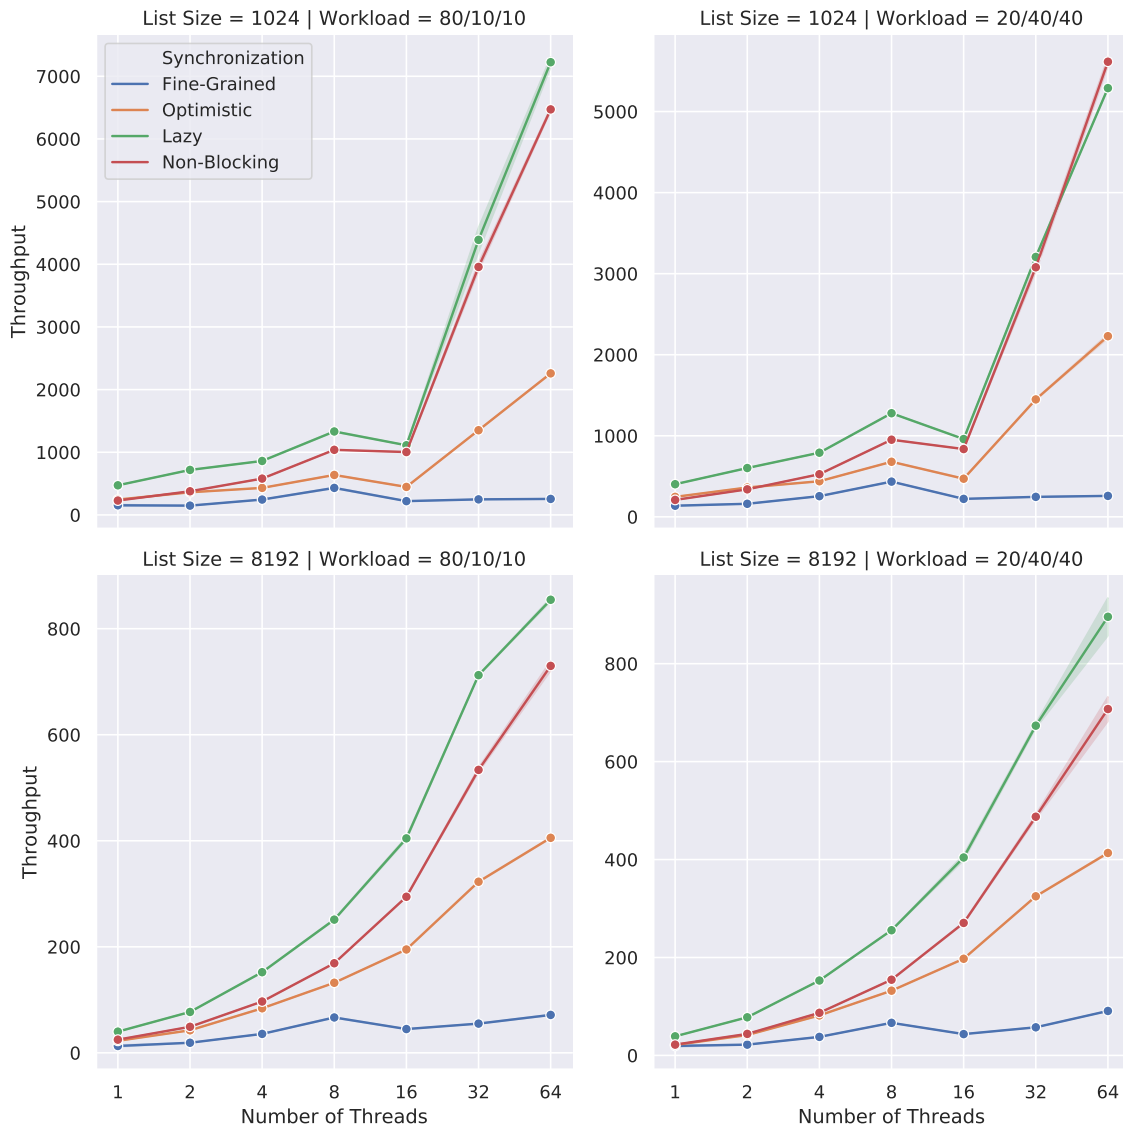 List Size = 1024 | Workload = 80/10/10
Synchronization
Fine-Grained
Optimistic
Lazy
Non-Blocking
7000
6000
5000
4000
3000
2000
1000
0
Throughput
List Size = 1024 | Workload = 20/40/40
5000
4000
3000
2000
1000
0
List Size = 8192 | Workload = 80/10/10
800
600
400
200
0
Throughput
1 2 4 8 16 32 64
Number of Threads
List Size = 8192 | Workload = 20/40/40
800
600
400
200
0
1 2 4 8 16 32 64
Number of Threads